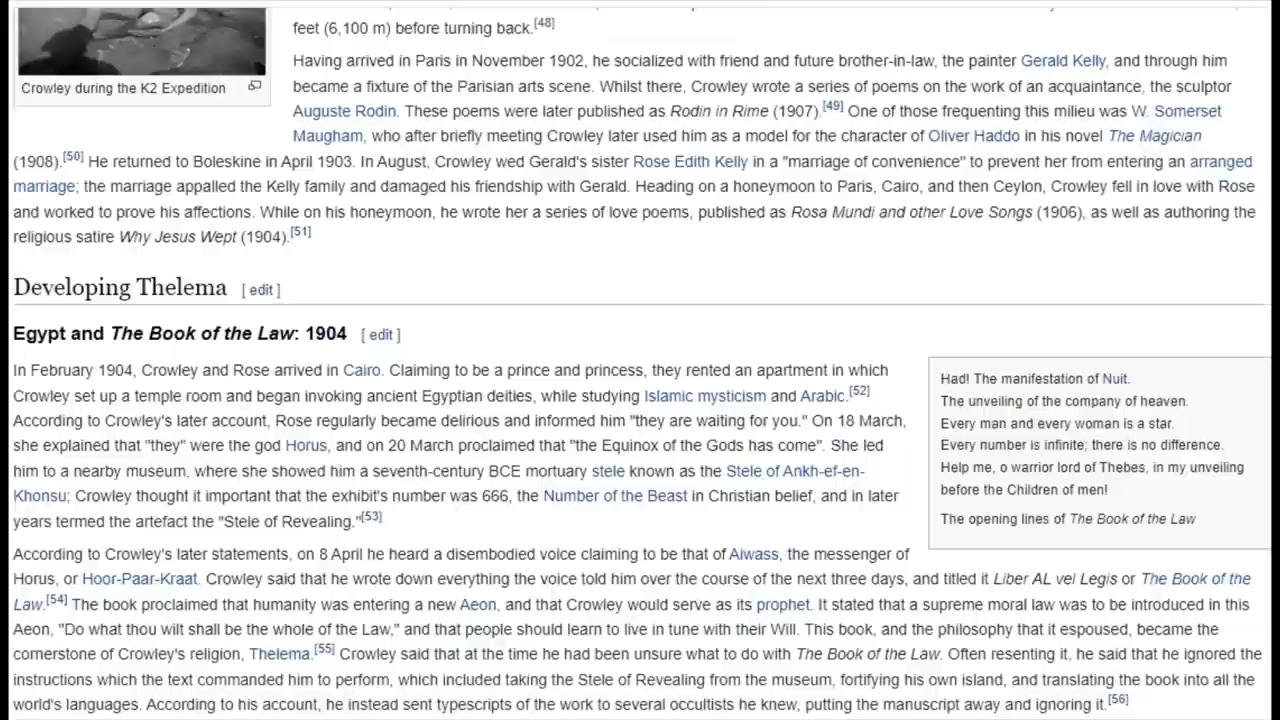 feet (6,100 m) before turning back.[48]
Crowley during the K2 Expedition
Having arrived in Paris in November 1902, he socialized with friend and future brother-in-law, the painter Gerald Kelly, and through him
became a fixture of the Parisian arts scene. Whilst there, Crowley wrote a series of poems on the work of an acquaintance, the sculptor
Auguste Rodin. These poems were later published as Rodin in Rime (1907).[49] One of those frequenting this milieu was W. Somerset
Maugham, who after briefly meeting Crowley later used him as a model for the character of Oliver Haddo in his novel The Magician
(1908).[50] He returned to Boleskine in April 1903. In August, Crowley wed Gerald's sister Rose Edith Kelly in a "marriage of convenience" to prevent her from entering an arranged
marriage; the marriage appalled the Kelly family and damaged his friendship with Gerald. Heading on a honeymoon to Paris, Cairo, and then Ceylon, Crowley fell in love with Rose
and worked to prove his affections. While on his honeymoon, he wrote her a series of love poems, published as Rosa Mundi and other Love Songs (1906), as well as authoring the
religious satire Why Jesus Wept (1904).[51]
Developing Thelema [ edit ]
Egypt and The Book of the Law: 1904 [ edit ]
In February 1904, Crowley and Rose arrived in Cairo. Claiming to be a prince and princess, they rented an apartment in which
Crowley set up a temple room and began invoking ancient Egyptian deities, while studying Islamic mysticism and Arabic.[52]
According to Crowley's later account, Rose regularly became delirious and informed him "they are waiting for you." On 18 March,
she explained that "they" were the god Horus, and on 20 March proclaimed that "the Equinox of the Gods has come". She led
him to a nearby museum, where she showed him a seventh-century BCE mortuary stele known as the Stele of Ankh-ef-en-
Khonsu; Crowley thought it important that the exhibit's number was 666, the Number of the Beast in Christian belief, and in later
years termed the artefact the "Stele of Revealing."[53]
Had! The manifestation of Nuit.
The unveiling of the company of heaven.
Every man and every woman is a star.
Every number is infinite; there is no difference.
Help me, o warrior lord of Thebes, in my unveiling
before the Children of men!
The opening lines of The Book of the Law
According to Crowley's later statements, on 8 April he heard a disembodied voice claiming to be that of Aiwass, the messenger of
Horus, or Hoor-Paar-Kraat. Crowley said that he wrote down everything the voice told him over the course of the next three days, and titled it Liber AL vel Legis or The Book of the
Law.[54] The book proclaimed that humanity was entering a new Aeon, and that Crowley would serve as its prophet. It stated that a supreme moral law was to be introduced in this
Aeon, "Do what thou wilt shall be the whole of the Law," and that people should learn to live in tune with their Will. This book, and the philosophy that it espoused, became the
cornerstone of Crowley's religion, Thelema.[55] Crowley said that at the time he had been unsure what to do with The Book of the Law. Often resenting it, he said that he ignored the
instructions which the text commanded him to perform, which included taking the Stele of Revealing from the museum, fortifying his own island, and translating the book into all the
world's languages. According to his account, he instead sent typescripts of the work to several occultists he knew, putting the manuscript away and ignoring it.[56]